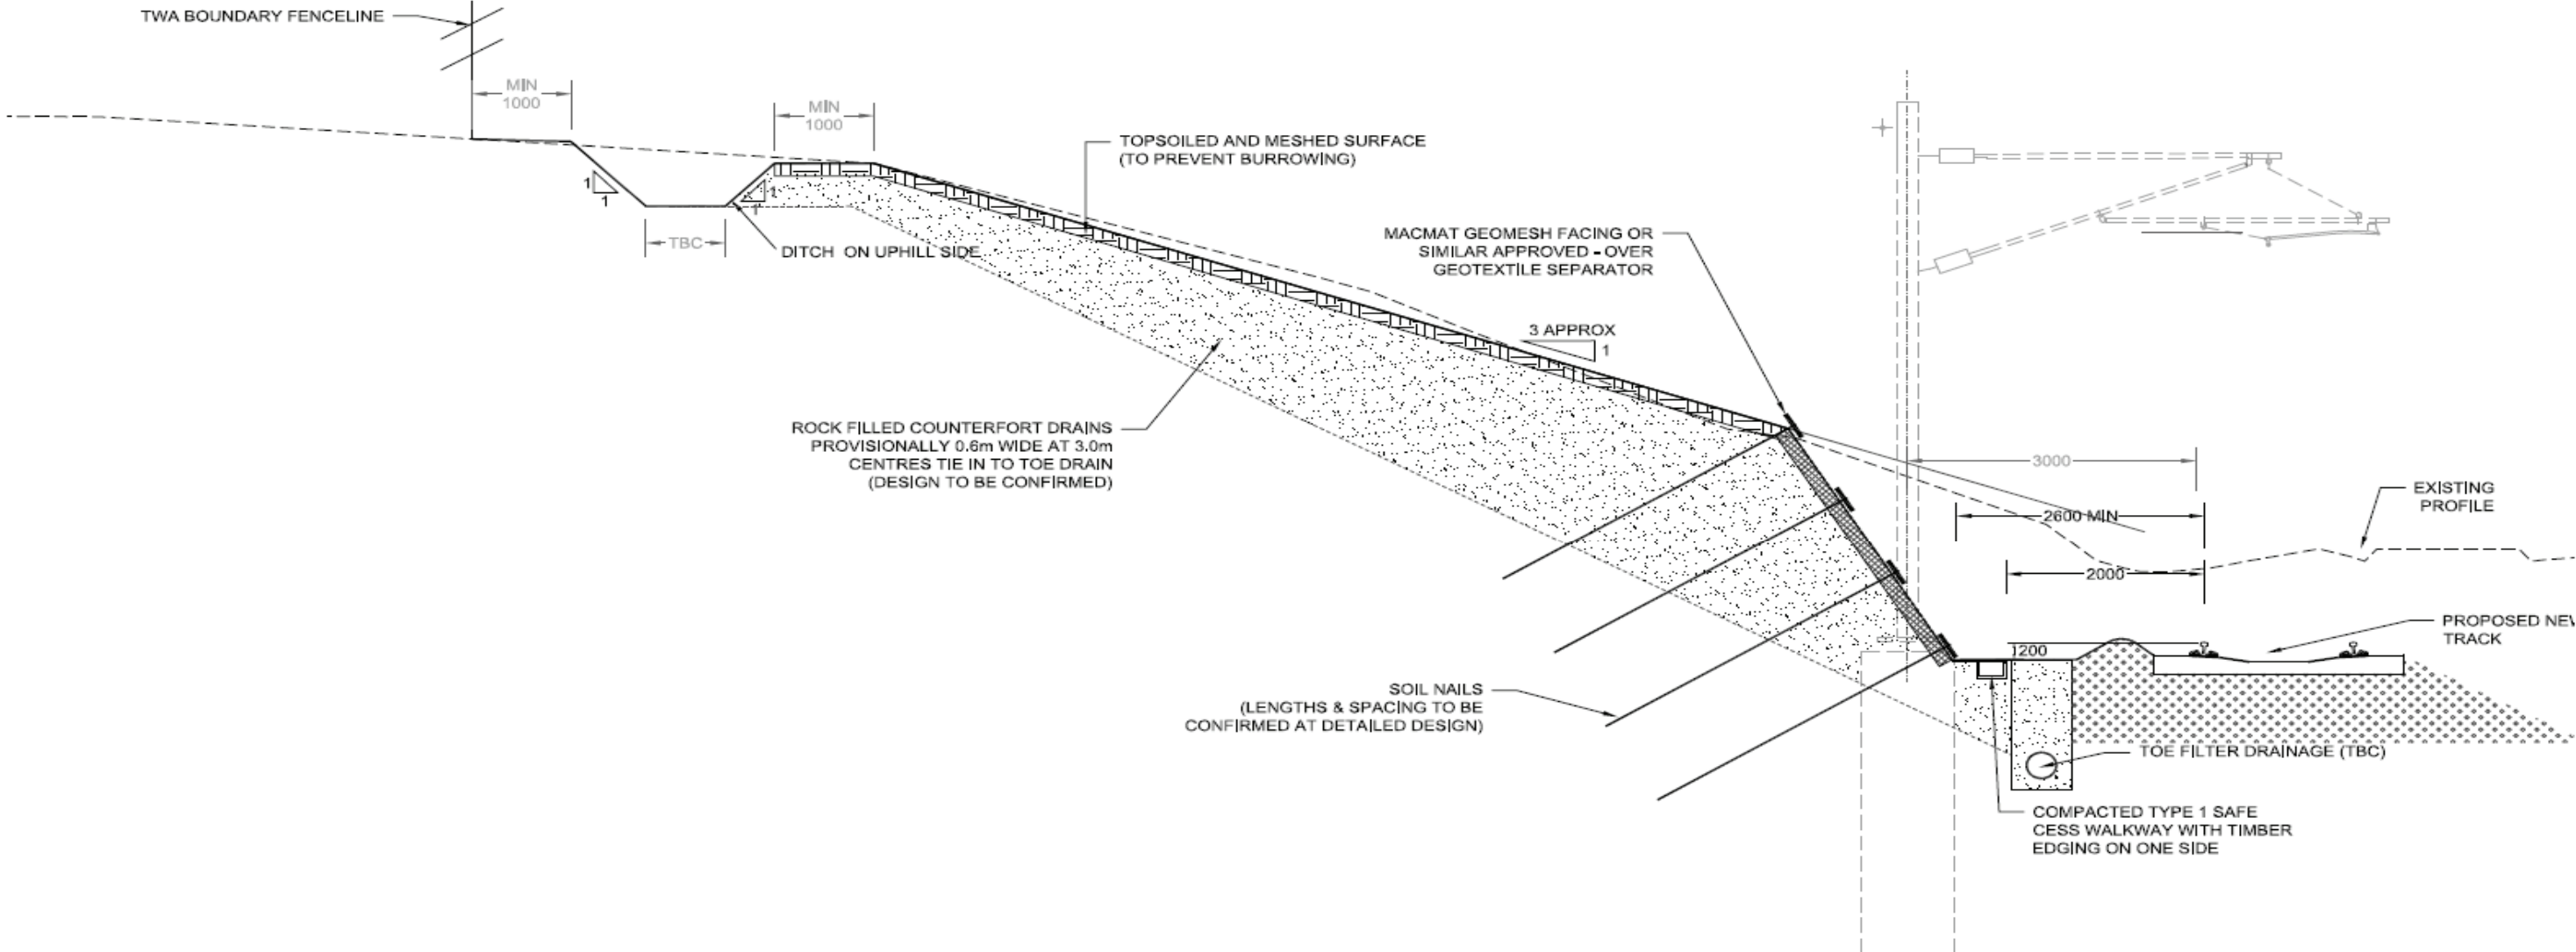 TWA BOUNDARY FENCELINE
MIN
1000
MIN
1000
TOPSOILED AND MESHED SURFACE
(TO PREVENT BURROWING)
1
1
1
1
TBC
DITCH ON UPHILL SIDE
MACMAT GEOMESH FACING OR
SIMILAR APPROVED - OVER
GEOTEXTILE SEPARATOR
3 APPROX
1
ROCK FILLED COUNTERFORT DRAINS
PROVISIONALLY 0.6m WIDE AT 3.0m
CENTRES TIE IN TO TOE DRAIN
(DESIGN TO BE CONFIRMED)
3000
EXISTING
PROFILE
2600 MIN
2000
PROPOSED NEW
TRACK
1200
SOIL NAILS
(LENGTHS & SPACING TO BE
CONFIRMED AT DETAILED DESIGN)
TOE FILTER DRAINAGE (TBC)
COMPACTED TYPE 1 SAFE
CESS WALKWAY WITH TIMBER
EDGING ON ONE SIDE